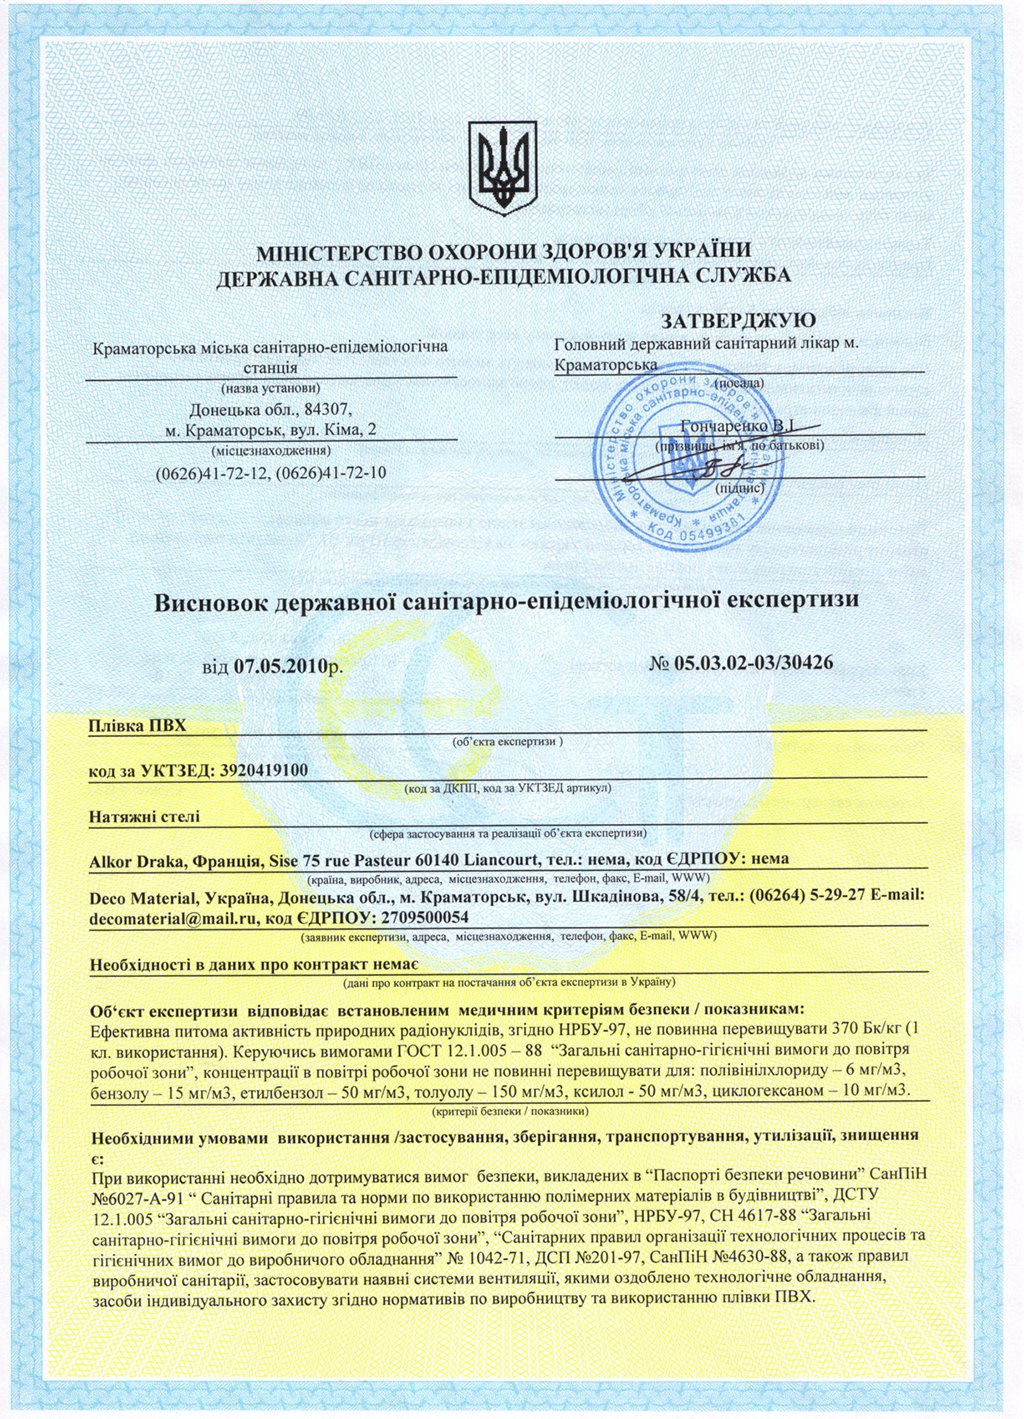 МІНІСТЕРСТВО ОХОРОНИ ЗДОРОВ'Я УКРАЇНИ
ДЕРЖАВНА САНІТАРНО-ЕПІДЕМІОЛОГІЧНА СЛУЖБА
Краматорська міська санітарно-епідеміологічна
станція
(назва установи)
Донецька обл., 84307,
м. Краматорськ, вул. Кіма, 2
(місцезнаходження)
(0626)41-72-12, (0626)41-72-10
ЗАТВЕРДЖУЮ
Головний державний санітарний лікар м.
Краматорська
(посада)
Гончаренко В.І.
(прізвище, ім'я, по батькові)
(підпис)
Міністерство охорони здоров'я України
Краматорська міська санітарно-епідеміологічна станція
Код 05499381
Висновок державної санітарно-епідеміологічної експертизи
від 07.05.2010р.
№ 05.03.02-03/30426
Плівка ПВХ
(об’єкта експертизи )
код за УКТЗЕД: 3920419100
(код за ДКПП, код за УКТЗЕД артикул)
Натяжні стелі
(сфера застосування та реалізації об’єкта експертизи)
Alkor Draka, Франція, Sise 75 rue Pasteur 60140 Liancourt, тел.: нема, код ЄДРПОУ: нема
(країна, виробник, адреса, місцезнаходження, телефон, факс, E-mail, WWW)
Deco Material, Україна, Донецька обл., м. Краматорськ, вул. Шкадінова, 58/4, тел.: (06264) 5-29-27 E-mail:
decomaterial@mail.ru, код ЄДРПОУ: 2709500054
(заявник експертизи, адреса, місцезнаходження, телефон, факс, E-mail, WWW)
Необхідності в даних про контракт немає
(дані про контракт на постачання об’єкта експертизи в Україну)
Об‘єкт експертизи відповідає встановленим медичним критеріям безпеки / показникам:
Ефективна питома активність природних радіонуклідів, згідно НРБУ-97, не повинна перевищувати 370 Бк/кг (1
кл. використання). Керуючись вимогами ГОСТ 12.1.005 – 88 “Загальні санітарно-гігієнічні вимоги до повітря
робочої зони”, концентрації в повітрі робочої зони не повинні перевищувати для: полівінілхлориду – 6 мг/м3,
бензолу – 15 мг/м3, етилбензол – 50 мг/м3, толуолу – 150 мг/м3, ксилол - 50 мг/м3, циклогексаном – 10 мг/м3.
(критерії безпеки / показники)
Необхідними умовами використання /застосування, зберігання, транспортування, утилізації, знищення
є:
При використанні необхідно дотримуватися вимог безпеки, викладених в “Паспорті безпеки речовини” СанПіН
№6027-А-91 “ Санітарні правила та норми по використанню полімерних матеріалів в будівництві”, ДСТУ
12.1.005 “Загальні санітарно-гігієнічні вимоги до повітря робочої зони”, НРБУ-97, СН 4617-88 “Загальні
санітарно-гігієнічні вимоги до повітря робочої зони”, “Санітарних правил організації технологічних процесів та
гігієнічних вимог до виробничого обладнання” № 1042-71, ДСП №201-97, СанПіН №4630-88, а також правил
виробничої санітарії, застосовувати наявні системи вентиляції, якими оздоблено технологічне обладнання,
засоби індивідуального захисту згідно нормативів по виробництву та використанню плівки ПВХ.